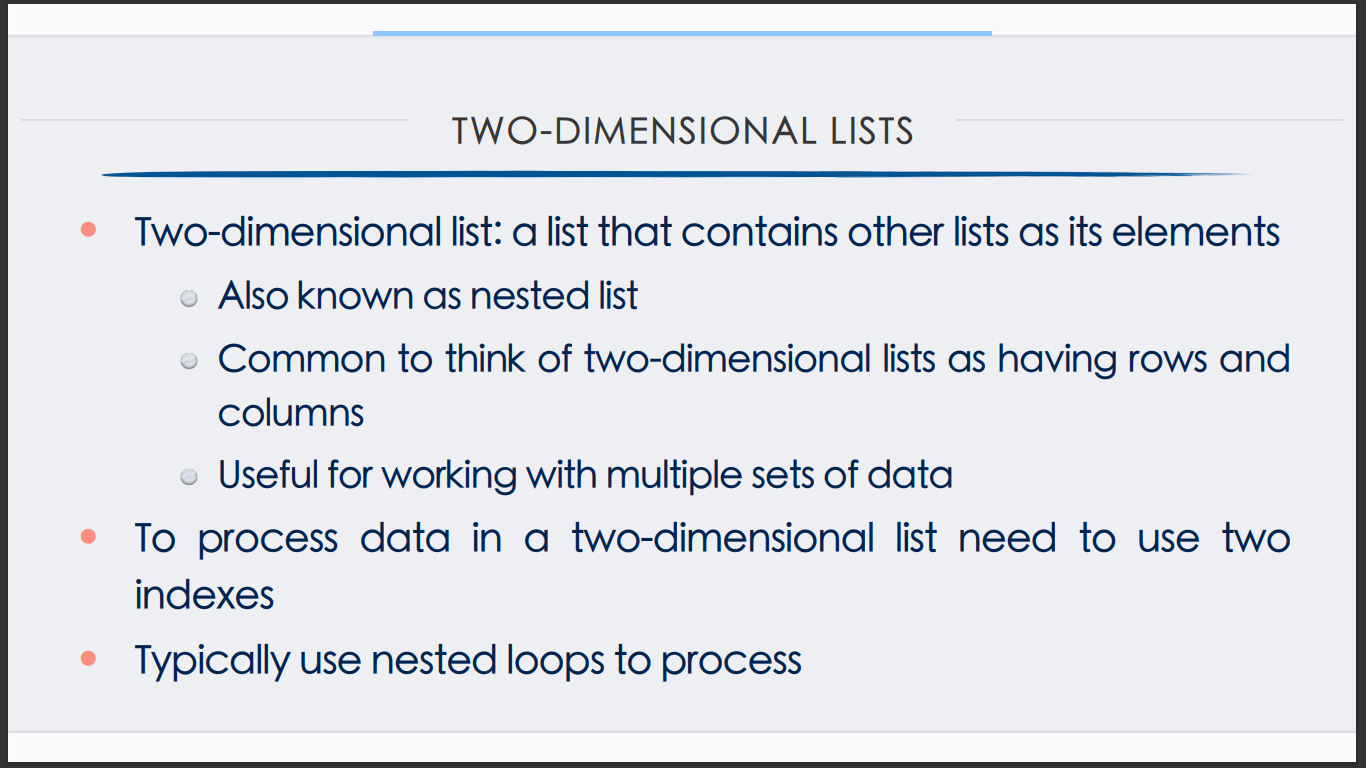 TWO-DIMENSIONAL LISTS
Two-dimensional list: a list that contains other lists as its elements
Also known as nested list
Common to think of two-dimensional lists as having rows and
columns
Useful for working with multiple sets of data
To process data in a two-dimensional list need to use two
indexes
Typically use nested loops to process